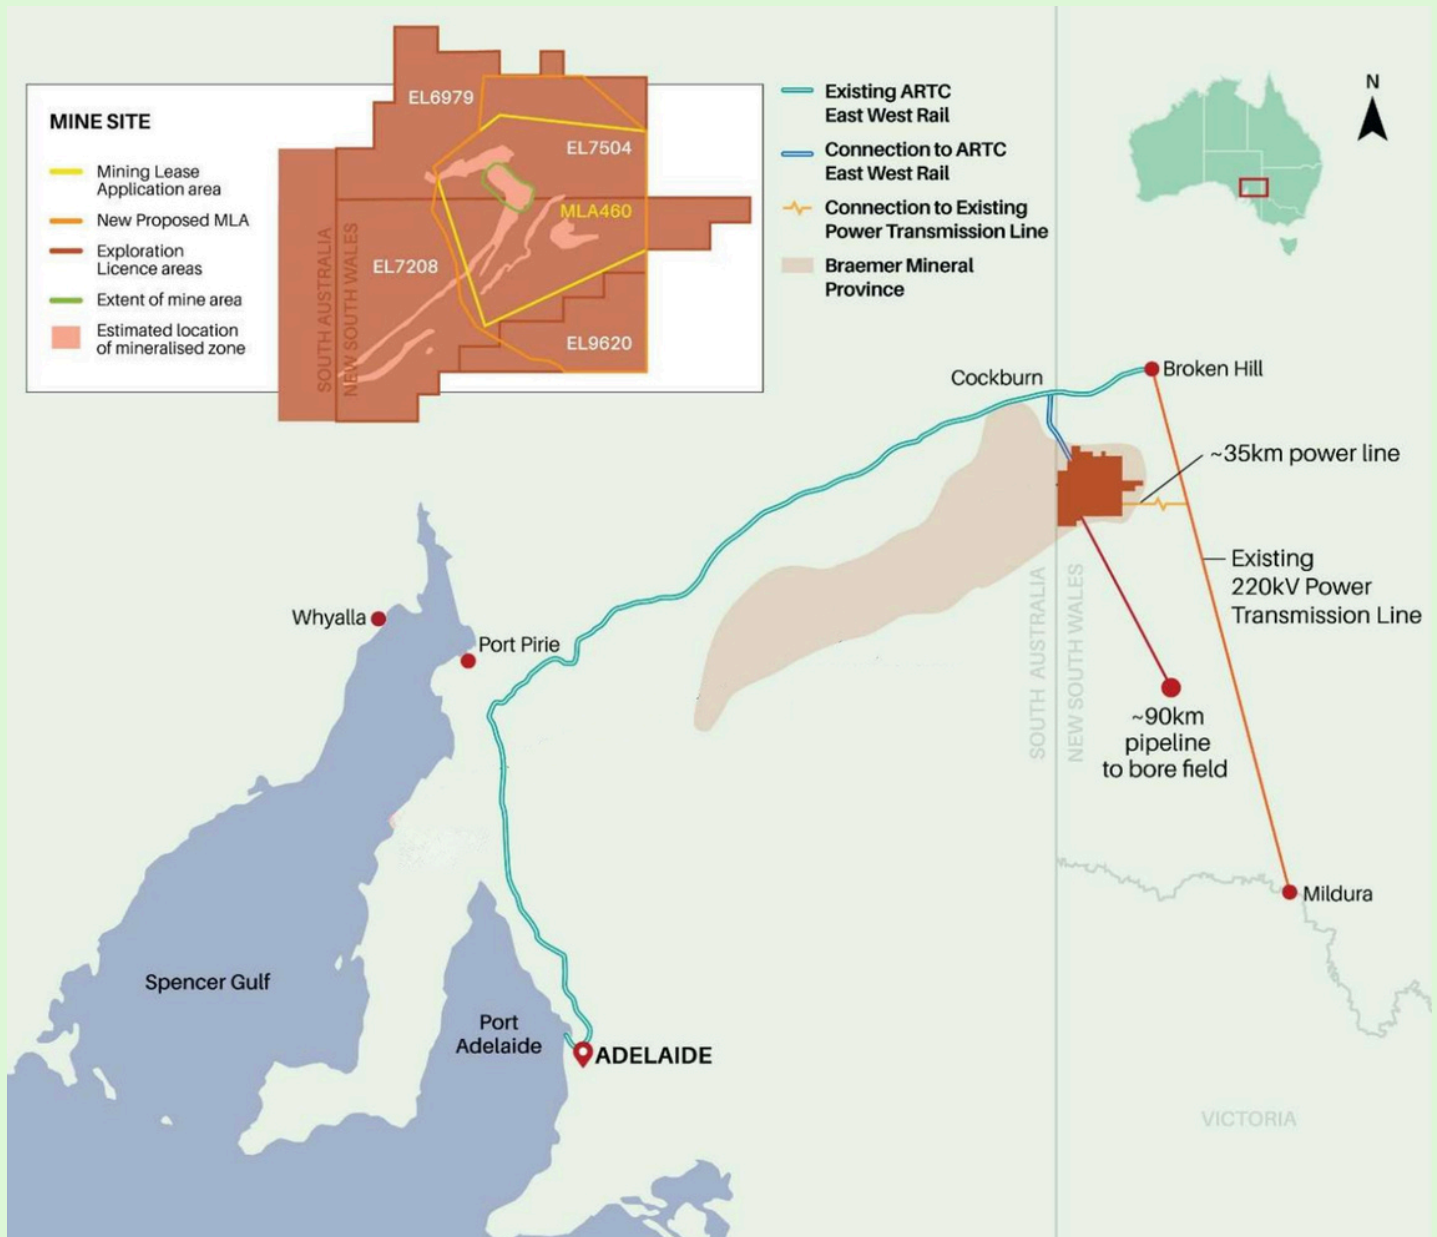 MINE SITE
Mining Lease
Application area
New Proposed MLA
Exploration
Licence areas
Extent of mine area
Estimated location
of mineralised zone
EL6979
EL7504
MLA460
EL7208
EL9620
SOUTH AUSTRALIA
NEW SOUTH WALES
Existing ARTC
East West Rail
Connection to ARTC
East West Rail
Connection to Existing
Power Transmission Line
Braemer Mineral
Province
N
Cockburn
Broken Hill
~35km power line
Existing
220kV Power
Transmission Line
Whyalla
Port Pirie
SOUTH AUSTRALIA
NEW SOUTH WALES
~90km
pipeline
to bore field
Mildura
Spencer Gulf
Port
Adelaide
ADELAIDE
VICTORIA